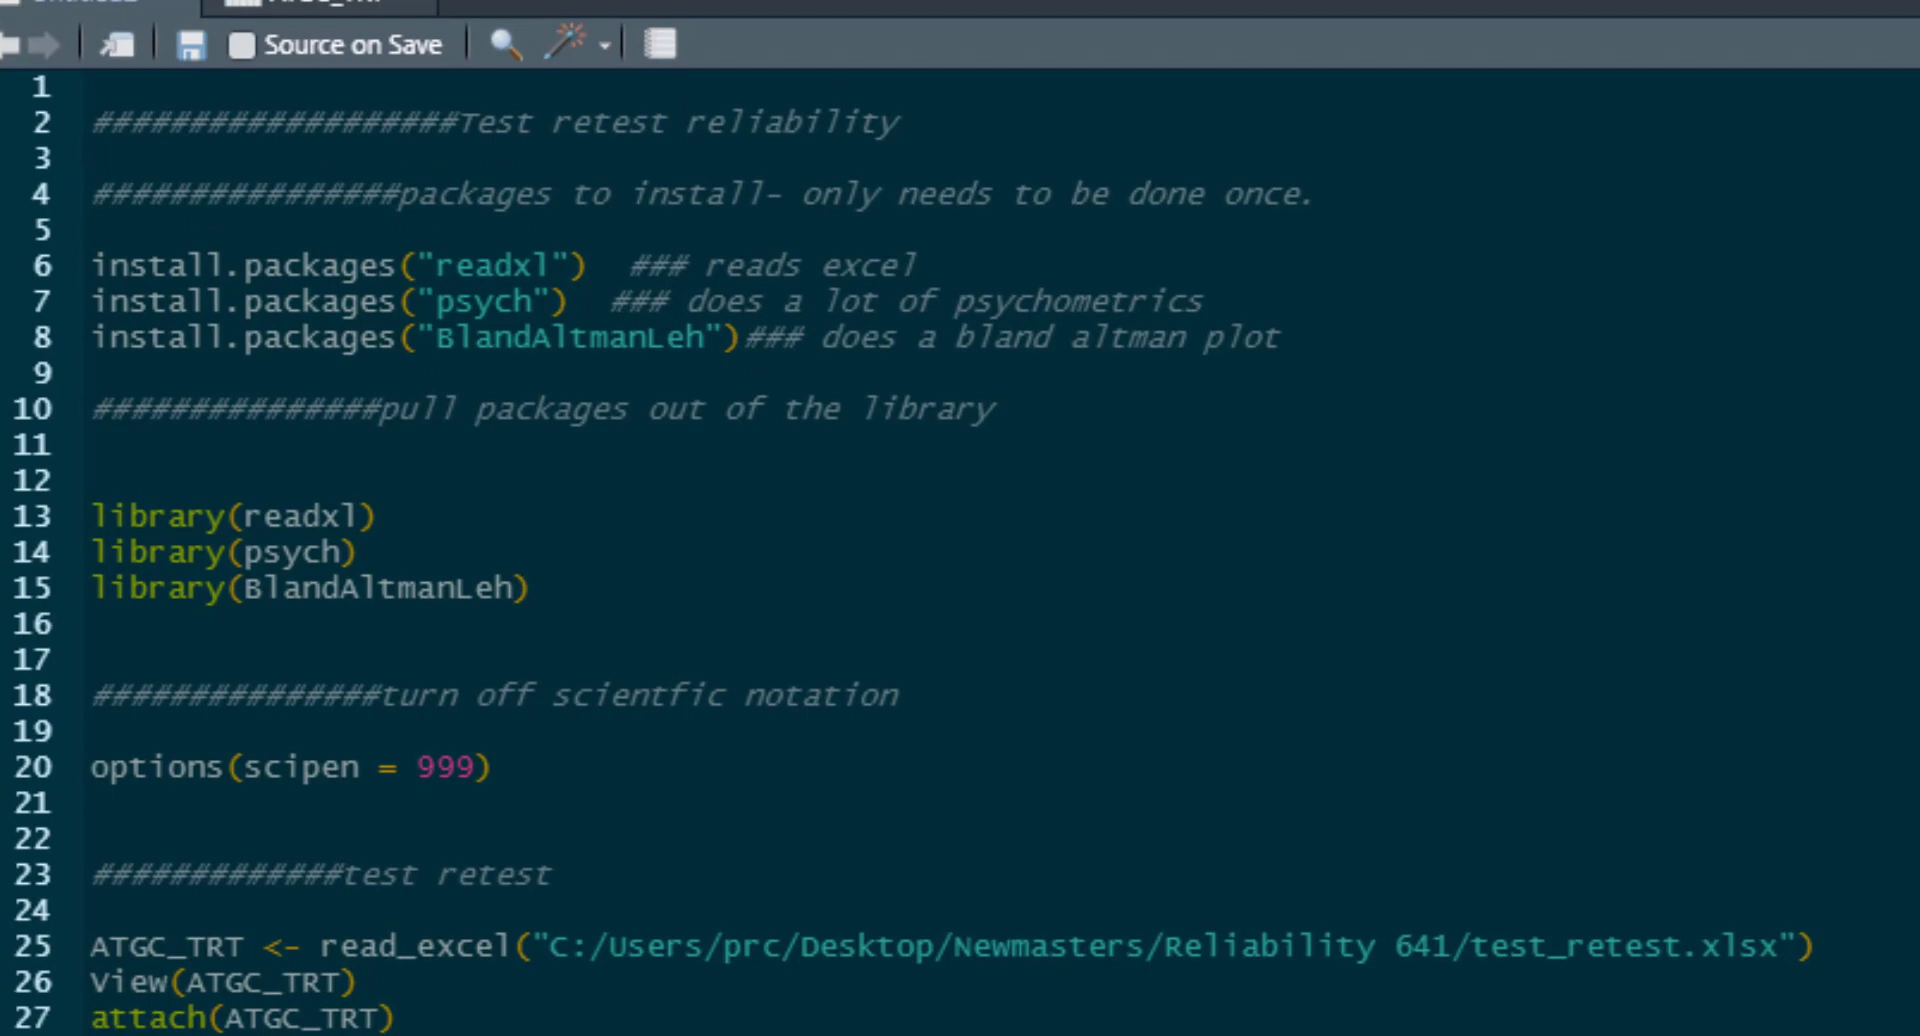 Source on Save
1
2 ###################Test retest reliability
3
4 ################packages to install- only needs to be done once.
5
6 install.packages("readxl") ### reads excel
7 install.packages("psych") ### does a lot of psychometrics
8 install.packages("BlandAltmanLeh")### does a bland altman plot
9
10 ###############pull packages out of the library
11
12
13 library(readxl)
14 library(psych)
15 library(BlandAltmanLeh)
16
17
18 ###############turn off scientfic notation
19
20 options(scipen = 999)
21
22
23 #############test retest
24
25 ATGC_TRT <- read_excel("C:/Users/prc/Desktop/Newmasters/Reliability 641/test_retest.xlsx")
26 View(ATGC_TRT)
27 attach(ATGC_TRT)